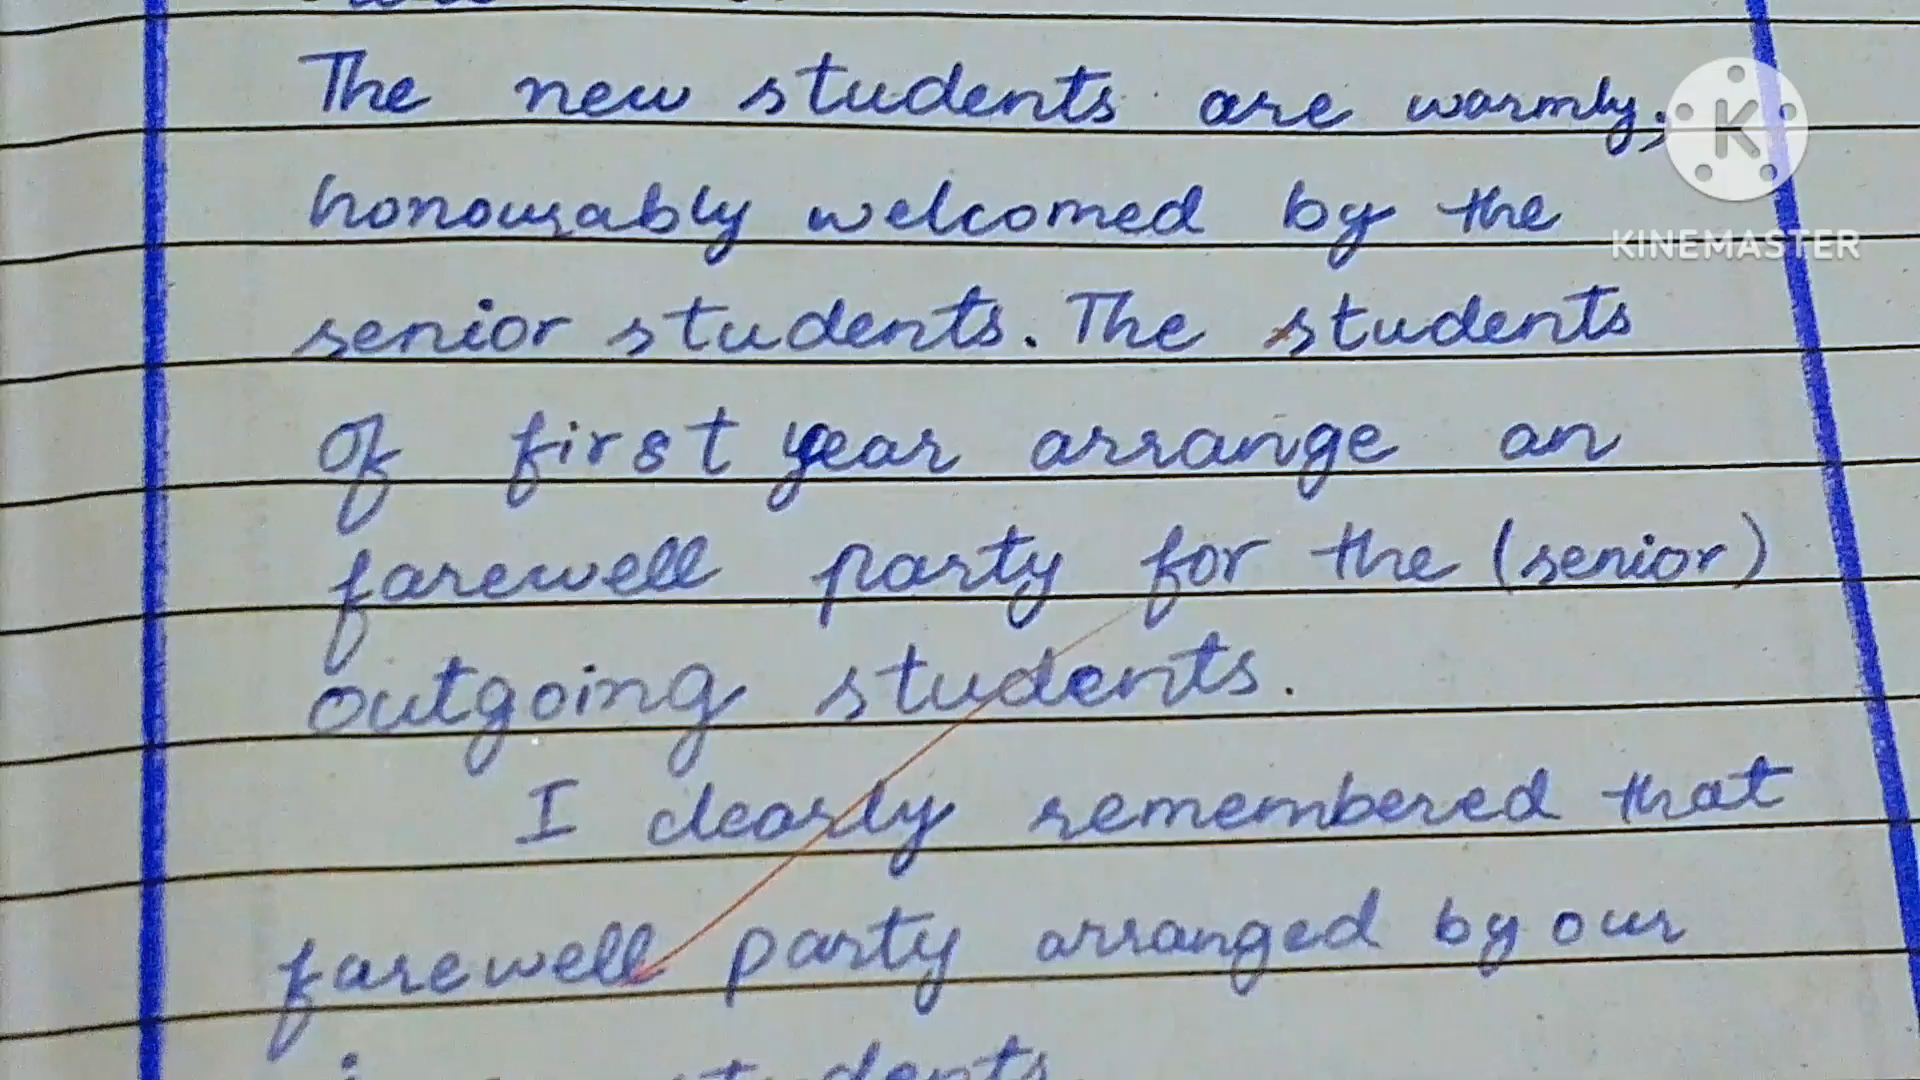 The new students are warmly,
honourably welcomed by the
senior students. The students
of first year arrange an
farewell party for the (senior)
outgoing students.
I clearly remembered that
farewell party arranged by our
students
K
KINEMASTER